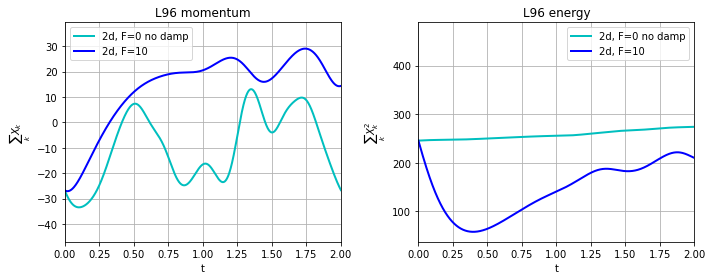 L96 momentum
2d, F=0 no damp
2d, F=10
30
20
10
0
−10
−20
−30
−40
∑ X_k
k
0.00 0.25 0.50 0.75 1.00 1.25 1.50 1.75 2.00
t
L96 energy
2d, F=0 no damp
2d, F=10
400
300
200
100
∑ X_k^2
k
0.00 0.25 0.50 0.75 1.00 1.25 1.50 1.75 2.00
t